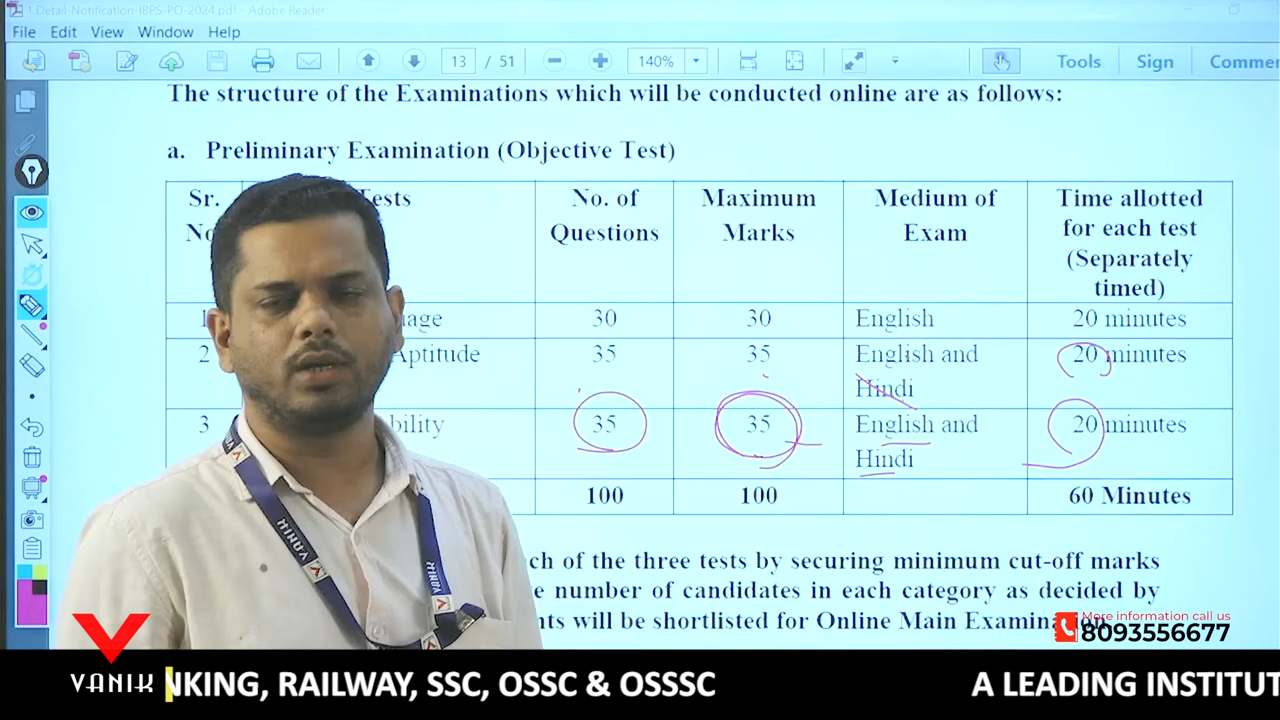 1.Detail-Notification-IBPS-PO-2024.pdf - Adobe Reader
File Edit View Window Help
13 / 51 140% Tools Sign Commen
The structure of the Examinations which will be conducted online are as follows:
a. Preliminary Examination (Objective Test)
Sr. No Tests No. of Questions Maximum Marks Medium of Exam Time allotted for each test (Separately timed)
1 uage 30 30 English 20 minutes
2 Aptitude 35 35 English and Hindi 20 minutes
3 bility 35 35 English and Hindi 20 minutes
100 100 60 Minutes
ch of the three tests by securing minimum cut-off marks
e number of candidates in each category as decided by
nts will be shortlisted for Online Main Examination
More information call us
8093556677
VANIK
VANIK
VANIK
NKING, RAILWAY, SSC, OSSC & OSSSC
A LEADING INSTITUT